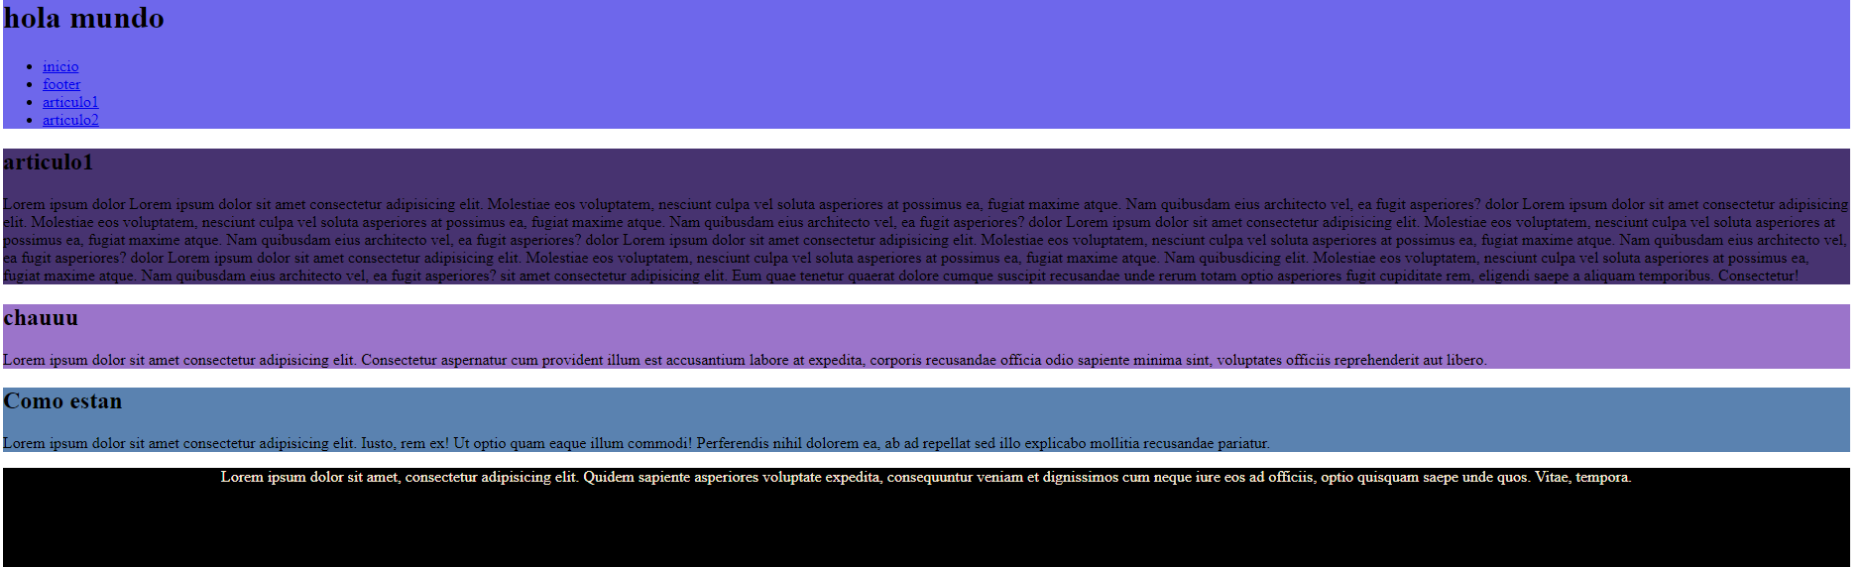 hola mundo
inicio
footer
articulo1
articulo2
articulo1
Lorem ipsum dolor Lorem ipsum dolor sit amet consectetur adipisicing elit. Molestiae eos voluptatem, nesciunt culpa vel soluta asperiores at possimus ea, fugiat maxime atque. Nam quibusdam eius architecto vel, ea fugit asperiores? dolor Lorem ipsum dolor sit amet consectetur adipisicing
elit. Molestiae eos voluptatem, nesciunt culpa vel soluta asperiores at possimus ea, fugiat maxime atque. Nam quibusdam eius architecto vel, ea fugit asperiores? dolor Lorem ipsum dolor sit amet consectetur adipisicing elit. Molestiae eos voluptatem, nesciunt culpa vel soluta asperiores at
possimus ea, fugiat maxime atque. Nam quibusdam eius architecto vel, ea fugit asperiores? dolor Lorem ipsum dolor sit amet consectetur adipisicing elit. Molestiae eos voluptatem, nesciunt culpa vel soluta asperiores at possimus ea, fugiat maxime atque. Nam quibusdam eius architecto vel,
ea fugit asperiores? dolor Lorem ipsum dolor sit amet consectetur adipisicing elit. Molestiae eos voluptatem, nesciunt culpa vel soluta asperiores at possimus ea, fugiat maxime atque. Nam quibusdicing elit. Molestiae eos voluptatem, nesciunt culpa vel soluta asperiores at possimus ea,
fugiat maxime atque. Nam quibusdam eius architecto vel, ea fugit asperiores? sit amet consectetur adipisicing elit. Eum quae tenetur quaerat dolore cumque suscipit recusandae unde rerum totam optio asperiores fugit cupiditate rem, eligendi saepe a aliquam temporibus. Consectetur!
chauuu
Lorem ipsum dolor sit amet consectetur adipisicing elit. Consectetur aspernatur cum provident illum est accusantium labore at expedita, corporis recusandae officia odio sapiente minima sint, voluptates officiis reprehenderit aut libero.
Como estan
Lorem ipsum dolor sit amet consectetur adipisicing elit. Iusto, rem ex! Ut optio quam eaque illum commodi! Perferendis nihil dolorem ea, ab ad repellat sed illo explicabo mollitia recusandae pariatur.
Lorem ipsum dolor sit amet, consectetur adipisicing elit. Quidem sapiente asperiores voluptate expedita, consequuntur veniam et dignissimos cum neque iure eos ad officiis, optio quisquam saepe unde quos. Vitae, tempora.